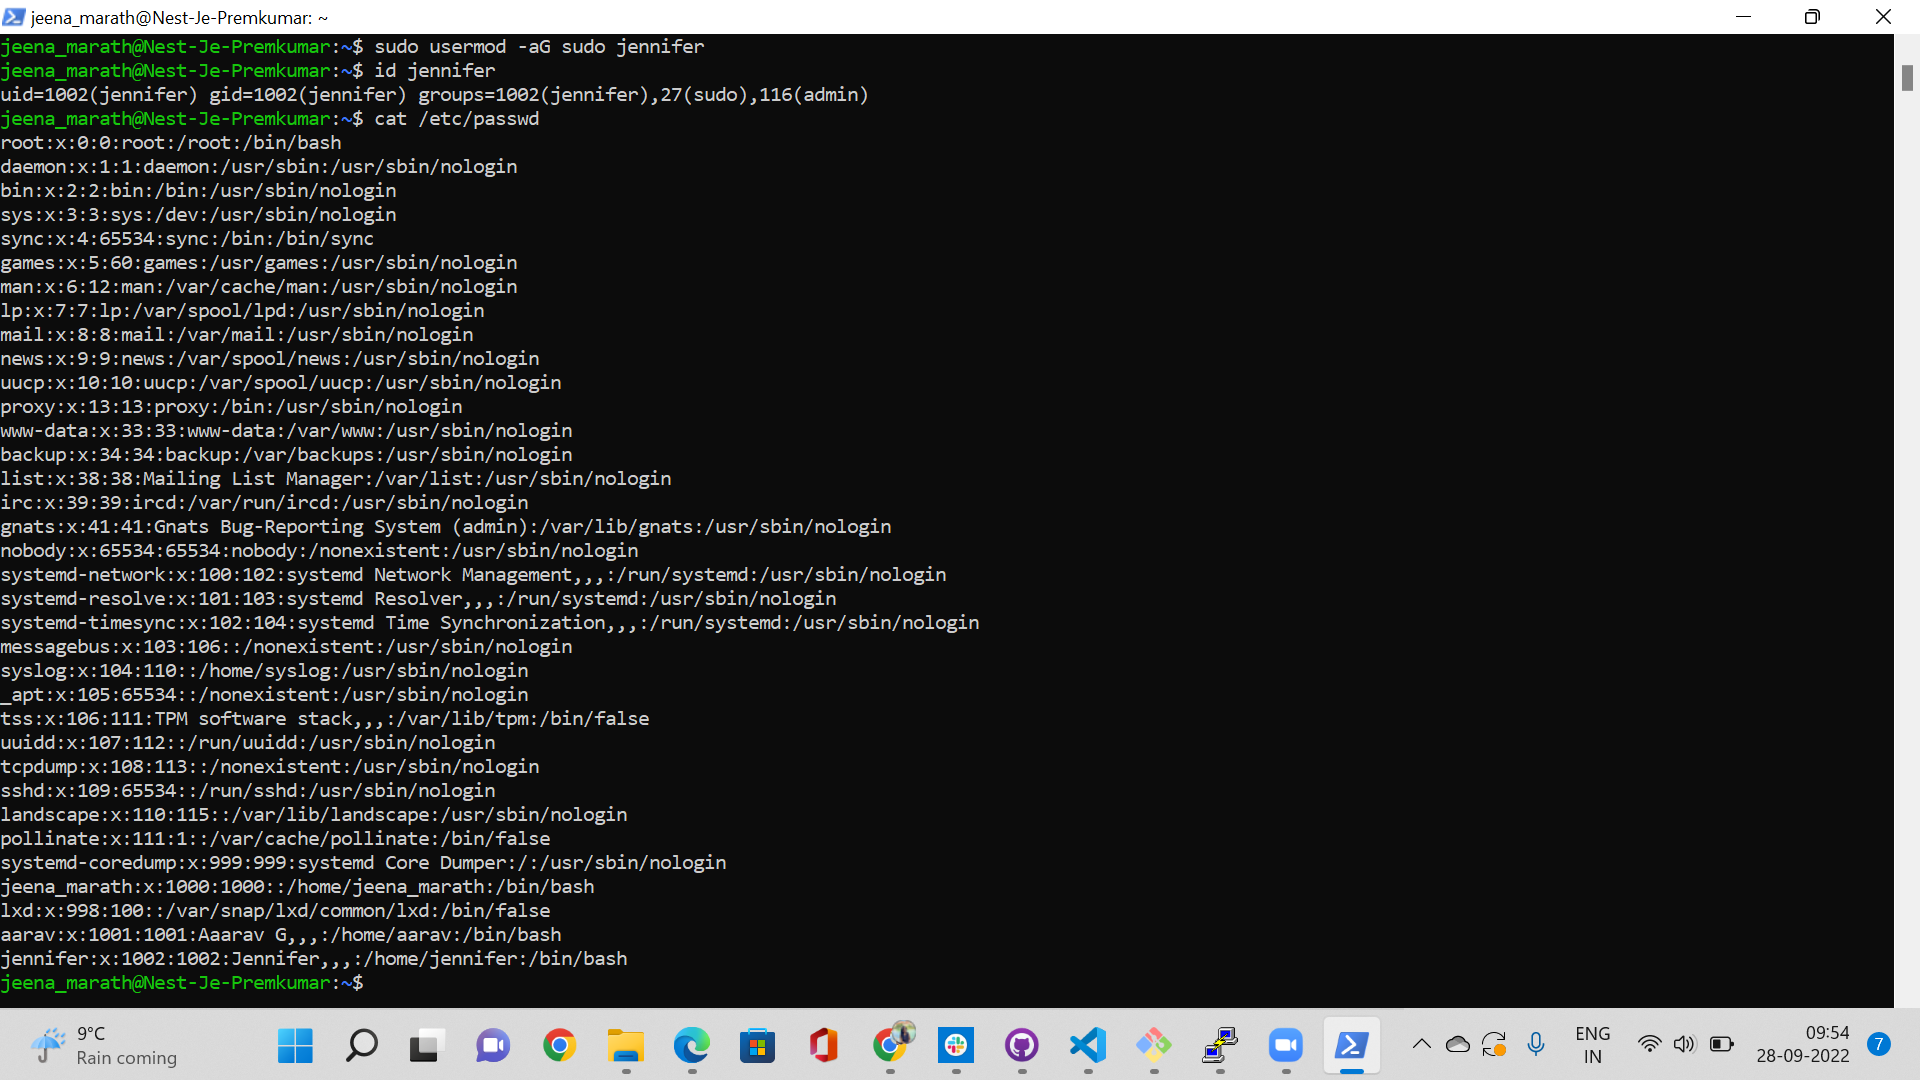 jeena_marath@Nest-Je-Premkumar: ~
jeena_marath@Nest-Je-Premkumar:~$ sudo usermod -aG sudo jennifer
jeena_marath@Nest-Je-Premkumar:~$ id jennifer
uid=1002(jennifer) gid=1002(jennifer) groups=1002(jennifer),27(sudo),116(admin)
jeena_marath@Nest-Je-Premkumar:~$ cat /etc/passwd
root:x:0:0:root:/root:/bin/bash
daemon:x:1:1:daemon:/usr/sbin:/usr/sbin/nologin
bin:x:2:2:bin:/bin:/usr/sbin/nologin
sys:x:3:3:sys:/dev:/usr/sbin/nologin
sync:x:4:65534:sync:/bin:/bin/sync
games:x:5:60:games:/usr/games:/usr/sbin/nologin
man:x:6:12:man:/var/cache/man:/usr/sbin/nologin
lp:x:7:7:lp:/var/spool/lpd:/usr/sbin/nologin
mail:x:8:8:mail:/var/mail:/usr/sbin/nologin
news:x:9:9:news:/var/spool/news:/usr/sbin/nologin
uucp:x:10:10:uucp:/var/spool/uucp:/usr/sbin/nologin
proxy:x:13:13:proxy:/bin:/usr/sbin/nologin
www-data:x:33:33:www-data:/var/www:/usr/sbin/nologin
backup:x:34:34:backup:/var/backups:/usr/sbin/nologin
list:x:38:38:Mailing List Manager:/var/list:/usr/sbin/nologin
irc:x:39:39:ircd:/var/run/ircd:/usr/sbin/nologin
gnats:x:41:41:Gnats Bug-Reporting System (admin):/var/lib/gnats:/usr/sbin/nologin
nobody:x:65534:65534:nobody:/nonexistent:/usr/sbin/nologin
systemd-network:x:100:102:systemd Network Management,,,:/run/systemd:/usr/sbin/nologin
systemd-resolve:x:101:103:systemd Resolver,,,:/run/systemd:/usr/sbin/nologin
systemd-timesync:x:102:104:systemd Time Synchronization,,,:/run/systemd:/usr/sbin/nologin
messagebus:x:103:106::/nonexistent:/usr/sbin/nologin
syslog:x:104:110::/home/syslog:/usr/sbin/nologin
_apt:x:105:65534::/nonexistent:/usr/sbin/nologin
tss:x:106:111:TPM software stack,,,:/var/lib/tpm:/bin/false
uuidd:x:107:112::/run/uuidd:/usr/sbin/nologin
tcpdump:x:108:113::/nonexistent:/usr/sbin/nologin
sshd:x:109:65534::/run/sshd:/usr/sbin/nologin
landscape:x:110:115::/var/lib/landscape:/usr/sbin/nologin
pollinate:x:111:1::/var/cache/pollinate:/bin/false
systemd-coredump:x:999:999:systemd Core Dumper:/:/usr/sbin/nologin
jeena_marath:x:1000:1000::/home/jeena_marath:/bin/bash
lxd:x:998:100::/var/snap/lxd/common/lxd:/bin/false
aarav:x:1001:1001:Aaarav G,,,:/home/aarav:/bin/bash
jennifer:x:1002:1002:Jennifer,,,:/home/jennifer:/bin/bash
jeena_marath@Nest-Je-Premkumar:~$
9°C
Rain coming
ENG
IN
09:54
28-09-2022
7